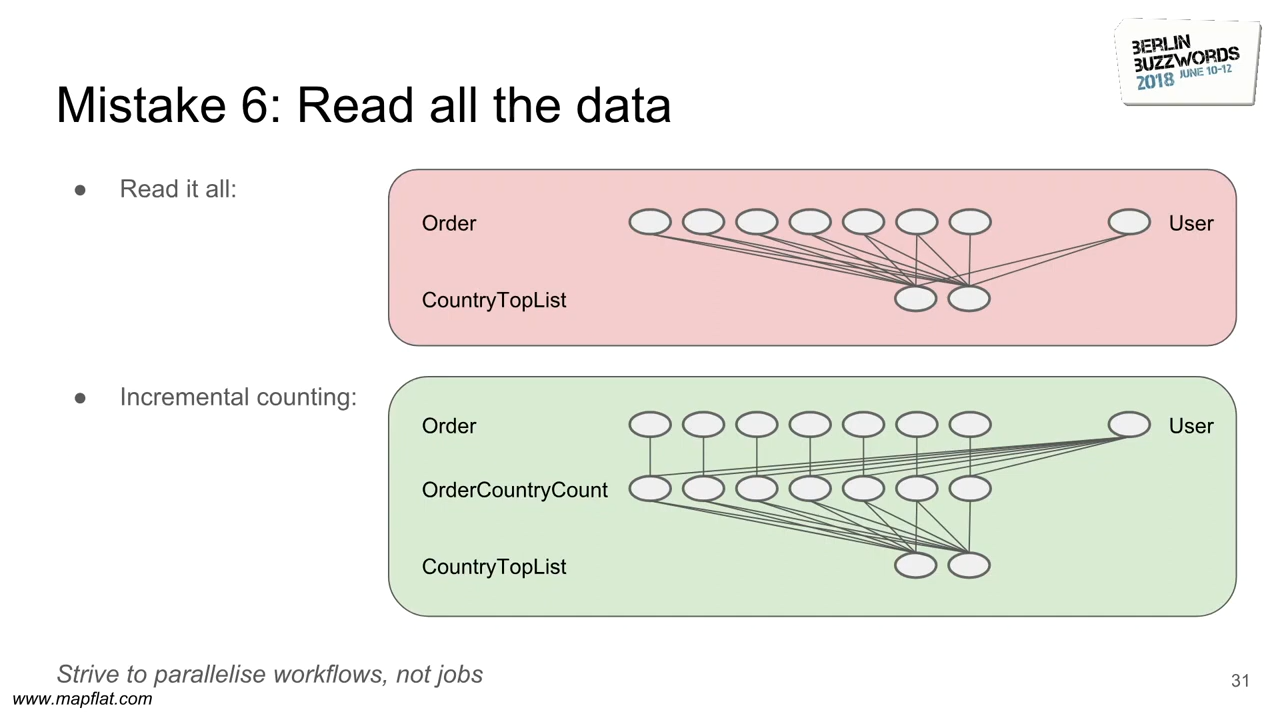 BERLIN
BUZZWORDS
2018 JUNE 10-12
Mistake 6: Read all the data
● Read it all:
Order
User
CountryTopList
● Incremental counting:
Order
User
OrderCountryCount
CountryTopList
Strive to parallelise workflows, not jobs
www.mapflat.com
31